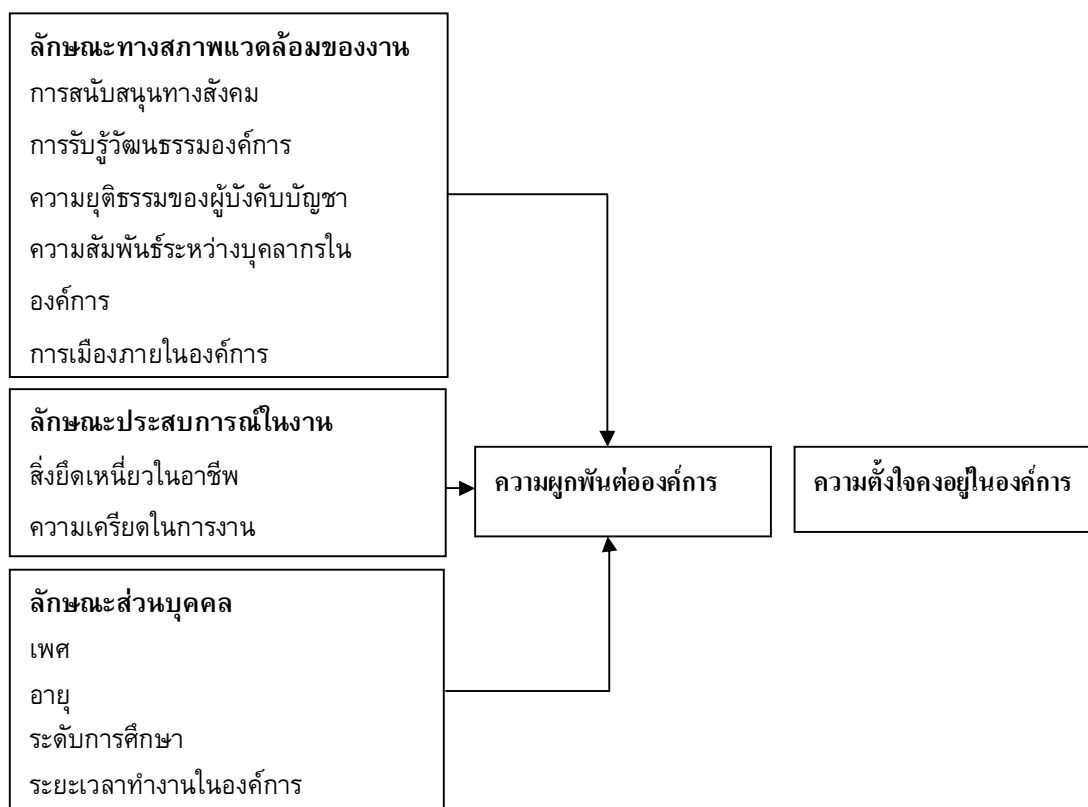 ลักษณะทางสภาพแวดล้อมของงาน
การสนับสนุนทางสังคม
การรับรู้วัฒนธรรมองค์การ
ความยุติธรรมของผู้บังคับบัญชา
ความสัมพันธ์ระหว่างบุคลากรใน
องค์การ
การเมืองภายในองค์การ
ลักษณะประสบการณ์ในงาน
สิ่งยึดเหนี่ยวในอาชีพ
ความเครียดในการงาน
ความผูกพันต่อองค์การ
ความตั้งใจคงอยู่ในองค์การ
ลักษณะส่วนบุคคล
เพศ
อายุ
ระดับการศึกษา
ระยะเวลาทำงานในองค์การ